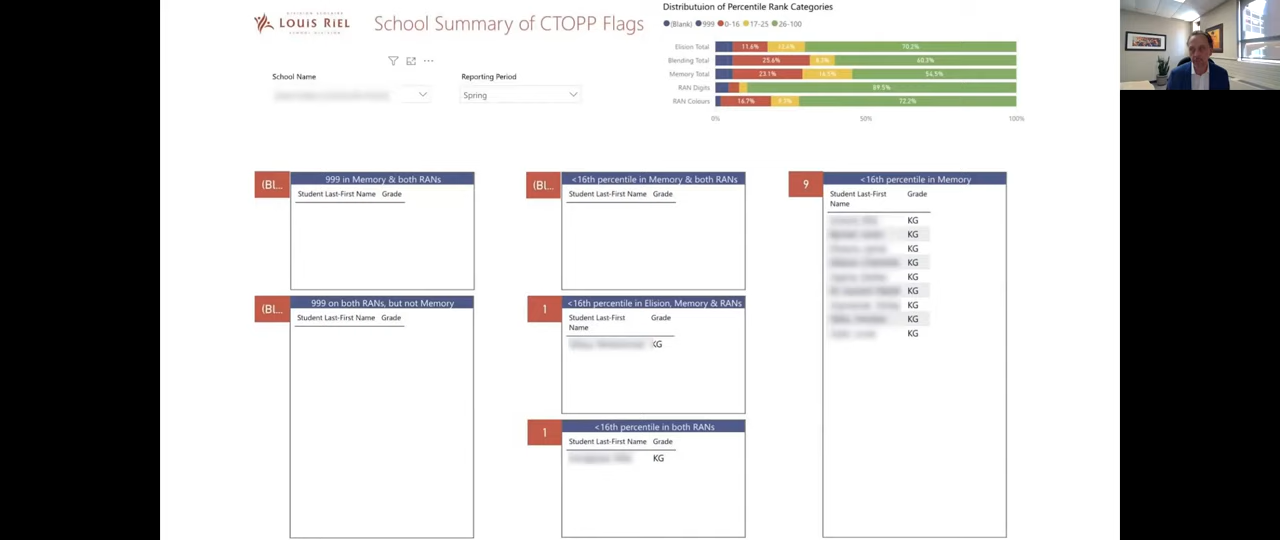 DIVISION SCOLAIRE
LOUIS RIEL
SCHOOL DIVISION
School Summary of CTOPP Flags
School Name
Reporting Period
Spring
Distributuion of Percentile Rank Categories
(Blank) 999 0-16 17-25 26-100
Elision Total 11.6% 70.2%
Blending Total 25.6% 60.3%
Memory Total 23.1% 16.5% 54.5%
RAN Digits 89.5%
RAN Colours 16.7% 72.2%
0% 50% 100%
(Bl...
999 in Memory & both RANs
Student Last-First Name Grade
(Bl...
999 on both RANs, but not Memory
Student Last-First Name Grade
(Bl...
<16th percentile in Memory & both RANs
Student Last-First Name Grade
1
<16th percentile in Elision, Memory & RANs
Student Last-First Grade
Name
KG
1
<16th percentile in both RANs
Student Last-First Name Grade
KG
9
<16th percentile in Memory
Student Last-First Grade
Name
KG
KG
KG
KG
KG
KG
KG
KG
KG